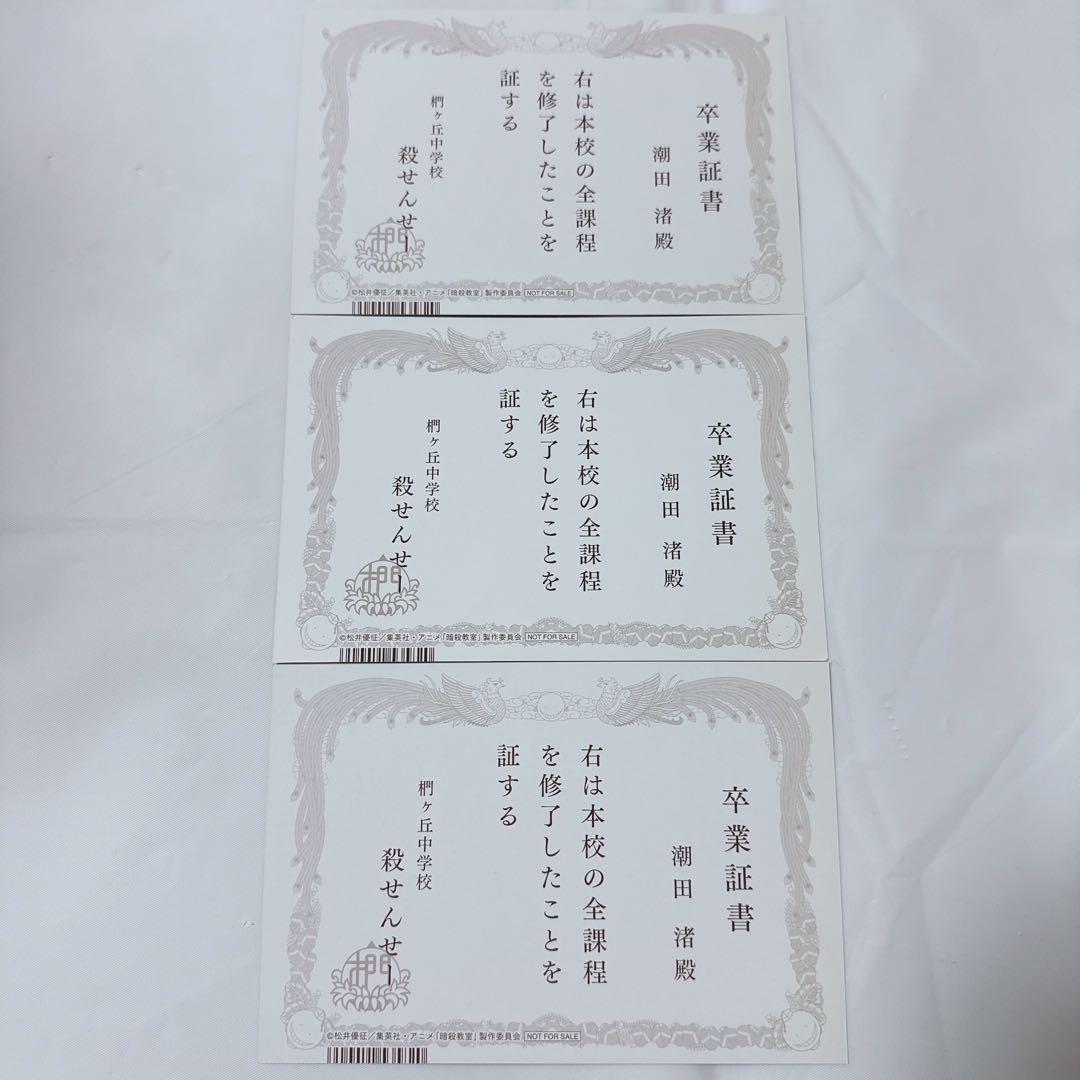 卒業証書
潮田 渚殿
右は本校の全課程
を修了したことを
証する
椚ヶ丘中学校
殺せんせー
©松井優征／集英社・アニメ「暗殺教室」製作委員会 NOT FOR SALE
卒業証書
潮田 渚殿
右は本校の全課程
を修了したことを
証する
椚ヶ丘中学校
殺せんせー
©松井優征／集英社・アニメ「暗殺教室」製作委員会 NOT FOR SALE
卒業証書
潮田 渚殿
右は本校の全課程
を修了したことを
証する
椚ヶ丘中学校
殺せんせー
©松井優征／集英社・アニメ「暗殺教室」製作委員会 NOT FOR SALE